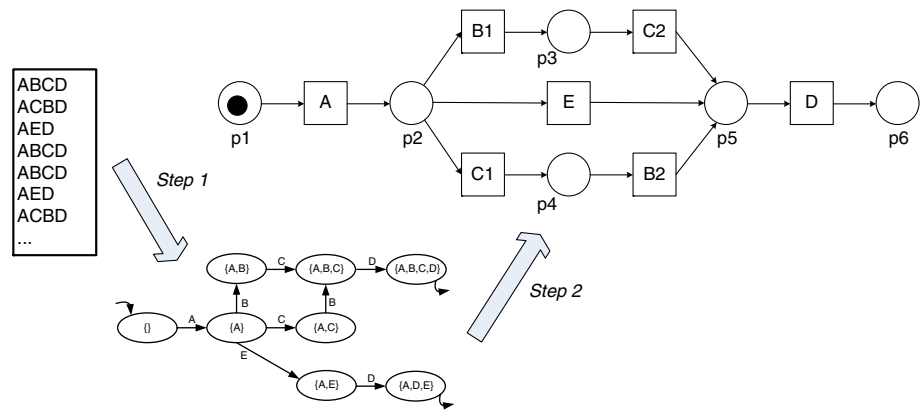 ABCD
ACBD
AED
ABCD
ABCD
AED
ACBD
...
B1
C2
p3
A
E
D
p1
p2
p5
p6
C1
B2
p4
Step 1
Step 2
{A,B}
C
{A,B,C}
D
{A,B,C,D}
B
B
{}
A
{A}
C
{A,C}
E
{A,E}
D
{A,D,E}